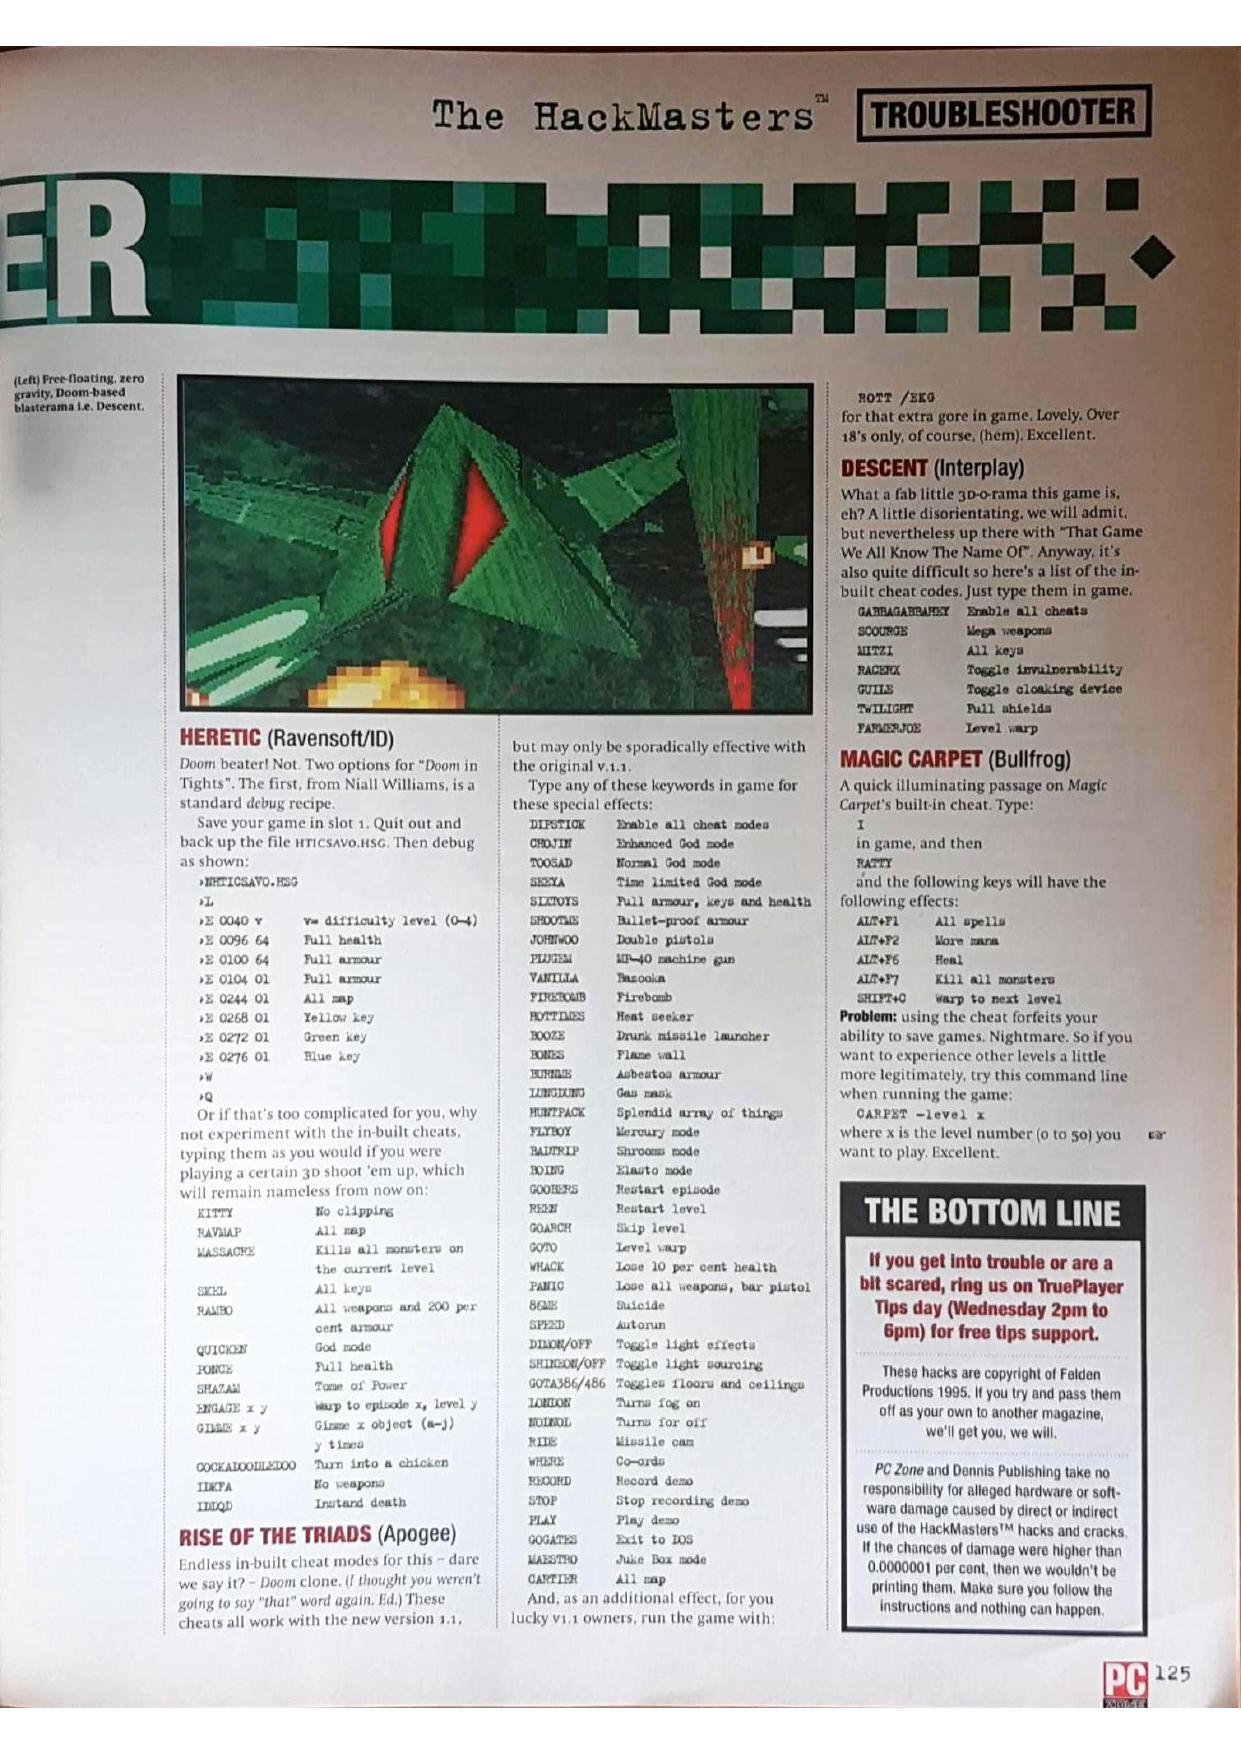 The HackMasters™ TROUBLESHOOTER
ER
(Left) Free-floating, zero
gravity, Doom-based
blasterama i.e. Descent.
HERETIC (Ravensoft/ID)
Doom beater! Not. Two options for "Doom in
Tights". The first, from Niall Williams, is a
standard debug recipe.
Save your game in slot 1. Quit out and
back up the file HTICSAV0.HSG. Then debug
as shown:
>NHTICSAV0.HSG
>L
>E 0040 v v= difficulty level (0-4)
>E 0096 64 Full health
>E 0100 64 Full armour
>E 0104 01 Full armour
>E 0244 01 All map
>E 0268 01 Yellow key
>E 0272 01 Green key
>E 0276 01 Blue key
>W
>Q
Or if that's too complicated for you, why
not experiment with the in-built cheats,
typing them as you would if you were
playing a certain 3D shoot 'em up, which
will remain nameless from now on:
KITTY No clipping
RAVMAP All map
MASSACRE Kills all monsters on
the current level
SKEL All keys
RAMBO All weapons and 200 per
cent armour
QUICKEN God mode
PONCE Full health
SHAZAM Tome of Power
ENGAGE x y Warp to episode x, level y
GIMME x y Gimme x object (a-j)
y times
COCKADOODLEDOO Turn into a chicken
IDKFA No weapons
IDDQD Instand death
RISE OF THE TRIADS (Apogee)
Endless in-built cheat modes for this – dare
we say it? – Doom clone. (I thought you weren't
going to say "that" word again. Ed.) These
cheats all work with the new version 1.1,
but may only be sporadically effective with
the original v.1.1.
Type any of these keywords in game for
these special effects:
DIPSTICK Enable all cheat modes
CHOJIN Enhanced God mode
TOOSAD Normal God mode
SEEYA Time limited God mode
SIXTOYS Full armour, keys and health
SHOOTME Bullet-proof armour
JOHNWOO Double pistols
PLUGEM MP-40 machine gun
VANILLA Bazooka
FIREBOMB Firebomb
HOTTIMES Heat seeker
BOOZE Drunk missile launcher
BONES Flame wall
BURNME Asbestos armour
LUNGDUNG Gas mask
HUNTPACK Splendid array of things
FLYBOY Mercury mode
BADTRIP Shrooms mode
BOING Elasto mode
GOOBERS Restart episode
REEN Restart level
GOARCH Skip level
GOTO Level warp
WHACK Lose 10 per cent health
PANIC Lose all weapons, bar pistol
86ME Suicide
SPEED Autorun
DIMON/OFF Toggle light effects
SHINEON/OFF Toggle light sourcing
GOTA386/486 Toggles floors and ceilings
LONDON Turns fog on
NODNOL Turns for off
RIDE Missile cam
WHERE Co-ords
RECORD Record demo
STOP Stop recording demo
PLAY Play demo
GOGATES Exit to DOS
MAESTRO Juke Box mode
CARTIER All map
And, as an additional effect, for you
lucky v1.1 owners, run the game with:
ROTT /EKG
for that extra gore in game. Lovely. Over
18's only, of course, (hem). Excellent.
DESCENT (Interplay)
What a fab little 3D-o-rama this game is,
eh? A little disorientating, we will admit,
but nevertheless up there with "That Game
We All Know The Name Of". Anyway, it's
also quite difficult so here's a list of the in-
built cheat codes. Just type them in game.
GABBAGABBAHEY Enable all cheats
SCOURGE Mega weapons
MITZI All keys
RACERX Toggle invulnerability
GUILE Toggle cloaking device
TWILIGHT Full shields
FARMERJOE Level warp
MAGIC CARPET (Bullfrog)
A quick illuminating passage on Magic
Carpet's built-in cheat. Type:
I
in game, and then
RATTY
and the following keys will have the
following effects:
ALT+F1 All spells
ALT+F2 More mana
ALT+F6 Heal
ALT+F7 Kill all monsters
SHIFT+C Warp to next level
Problem: using the cheat forfeits your
ability to save games. Nightmare. So if you
want to experience other levels a little
more legitimately, try this command line
when running the game:
CARPET -level x
where x is the level number (0 to 50) you
want to play. Excellent.
THE BOTTOM LINE
If you get into trouble or are a
bit scared, ring us on TruePlayer
Tips day (Wednesday 2pm to
6pm) for free tips support.
These hacks are copyright of Felden
Productions 1995. If you try and pass them
off as your own to another magazine,
we'll get you, we will.
PC Zone and Dennis Publishing take no
responsibility for alleged hardware or soft-
ware damage caused by direct or indirect
use of the HackMasters™ hacks and cracks.
If the chances of damage were higher than
0.0000001 per cent, then we wouldn't be
printing them. Make sure you follow the
instructions and nothing can happen.
PC ZONE 125